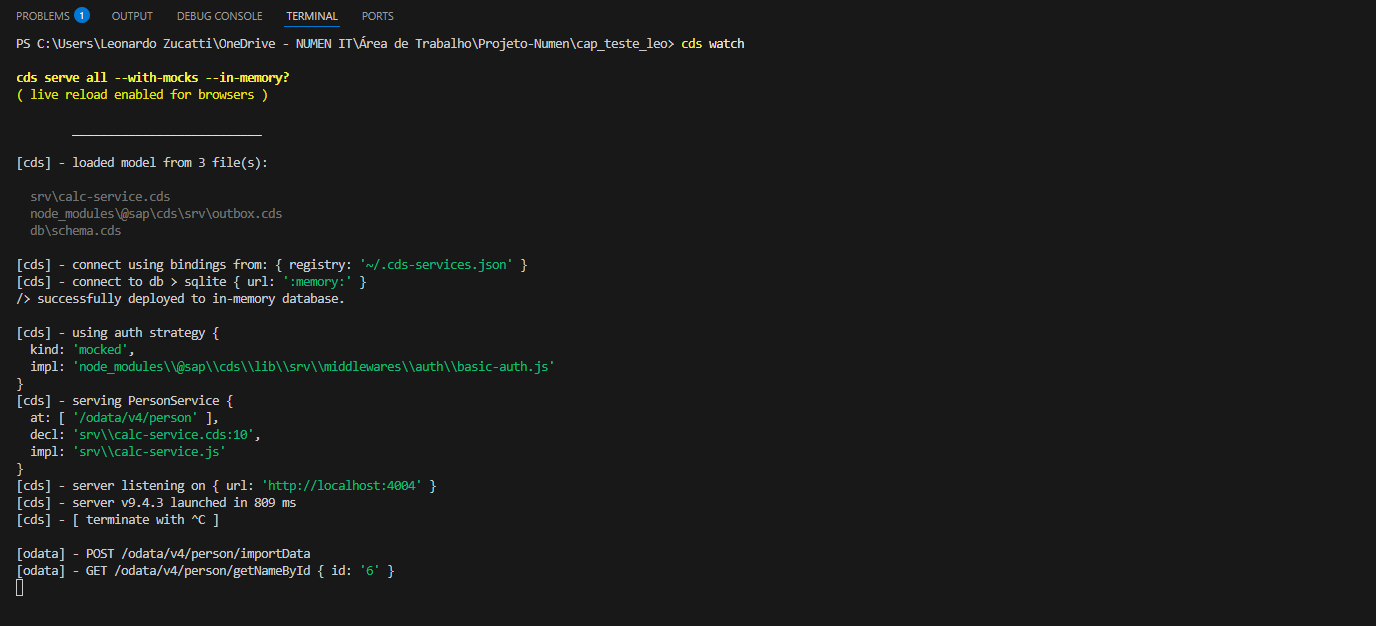 PROBLEMS 1 OUTPUT DEBUG CONSOLE TERMINAL PORTS
PS C:\Users\Leonardo Zucatti\OneDrive - NUMEN IT\Área de Trabalho\Projeto-Numen\cap_teste_leo> cds watch
cds serve all --with-mocks --in-memory?
( live reload enabled for browsers )
___________________________
[cds] - loaded model from 3 file(s):
srv\calc-service.cds
node_modules\@sap\cds\srv\outbox.cds
db\schema.cds
[cds] - connect using bindings from: { registry: '~/.cds-services.json' }
[cds] - connect to db > sqlite { url: ':memory:' }
/> successfully deployed to in-memory database.
[cds] - using auth strategy {
kind: 'mocked',
impl: 'node_modules\\@sap\\cds\\lib\\srv\\middlewares\\auth\\basic-auth.js'
}
[cds] - serving PersonService {
at: [ '/odata/v4/person' ],
decl: 'srv\\calc-service.cds:10',
impl: 'srv\\calc-service.js'
}
[cds] - server listening on { url: 'http://localhost:4004' }
[cds] - server v9.4.3 launched in 809 ms
[cds] - [ terminate with ^C ]
[odata] - POST /odata/v4/person/importData
[odata] - GET /odata/v4/person/getNameById { id: '6' }